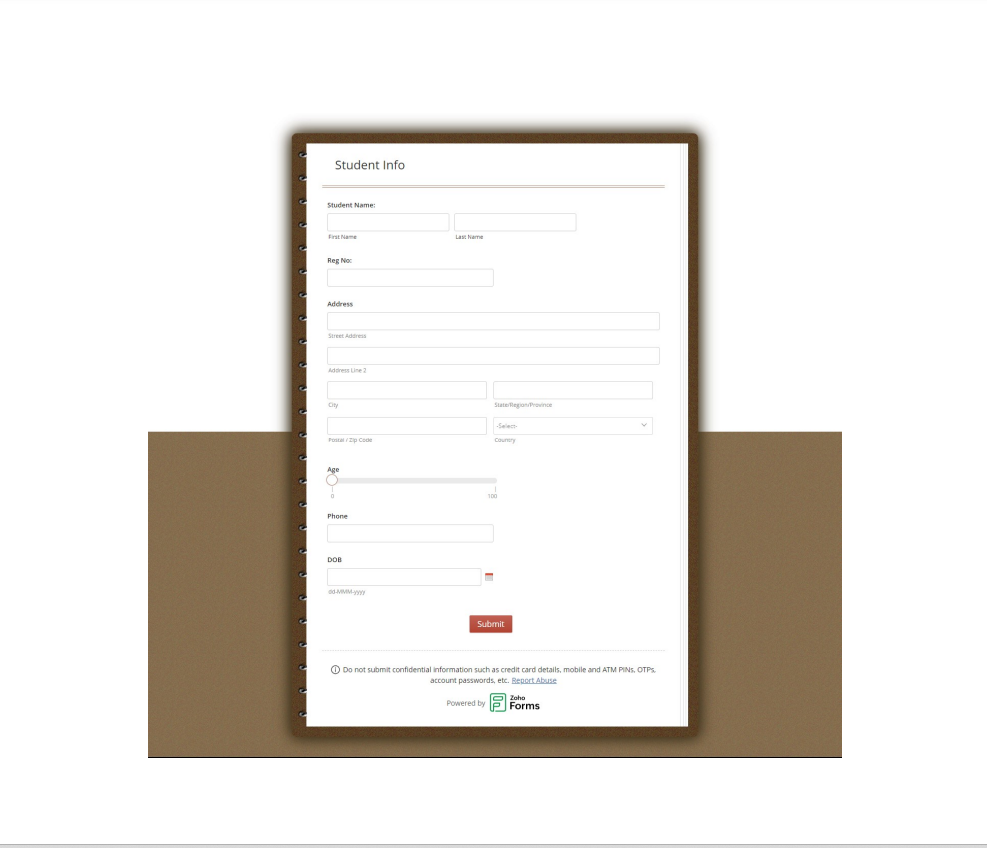 Student Info
Student Name:
First Name
Last Name
Reg No:
Address
Street Address
Address Line 2
City
State/Region/Province
-Select-
Postal / Zip Code
Country
Age
0
100
Phone
DOB
dd-MMM-yyyy
Submit
Do not submit confidential information such as credit card details, mobile and ATM PINs, OTPs,
account passwords, etc. Report Abuse
Powered by Zoho Forms